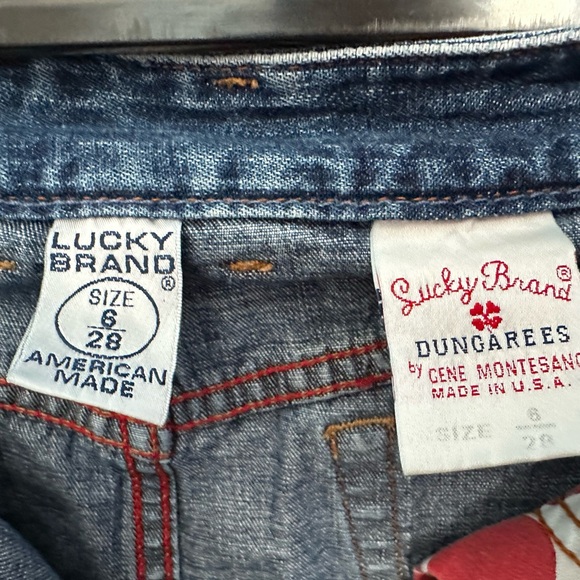 LUCKY
BRAND®
SIZE
6
28
AMERICAN
MADE
Lucky Brand®
DUNGAREES
by GENE MONTESANO
MADE IN U.S.A.
SIZE 6
28